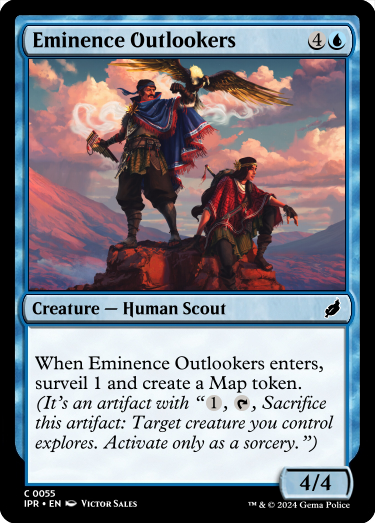 Eminence Outlookers 4
Creature — Human Scout
When Eminence Outlookers enters,
surveil 1 and create a Map token.
(It's an artifact with “1, , Sacrifice
this artifact: Target creature you control
explores. Activate only as a sorcery.”)
4/4
C 0055
IPR • EN VICTOR SALES
™ & © 2024 Gema Police